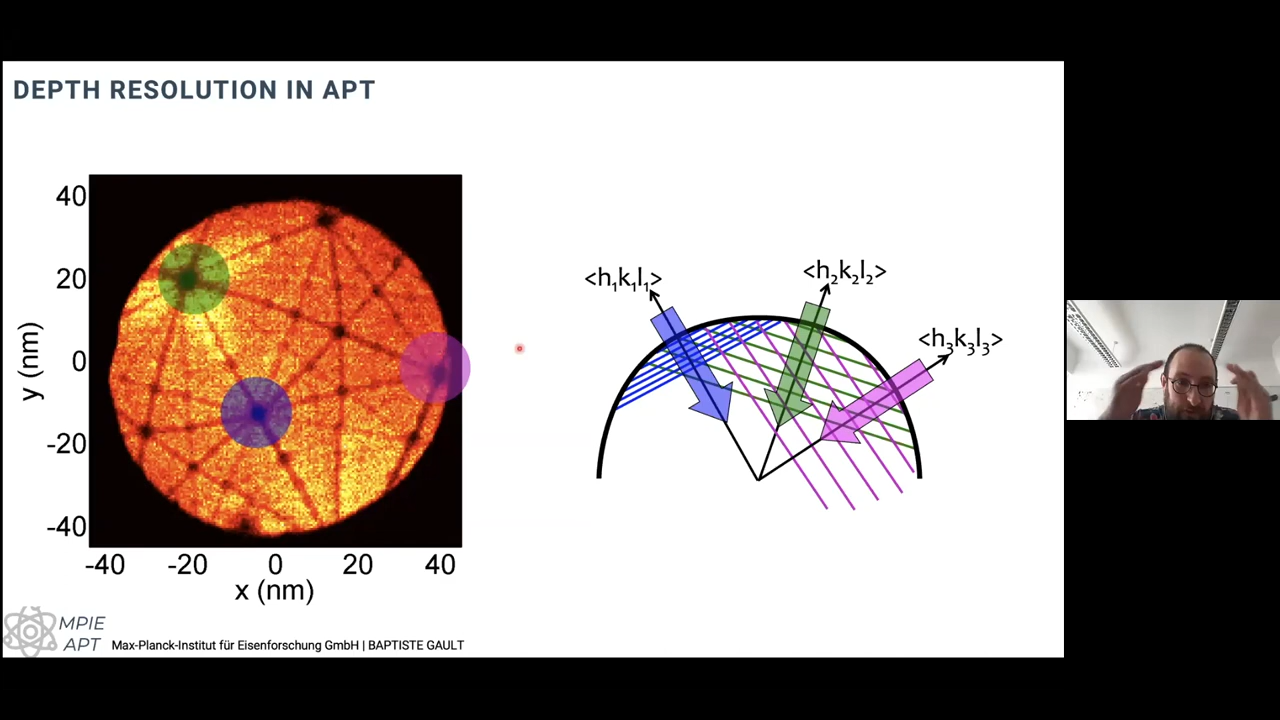 DEPTH RESOLUTION IN APT
40
20
0
-20
-40
y (nm)
-40 -20 0 20 40
x (nm)
<h₁k₁l₁>
<h₂k₂l₂>
<h₃k₃l₃>
MPIE
APT
Max-Planck-Institut für Eisenforschung GmbH | BAPTISTE GAULT